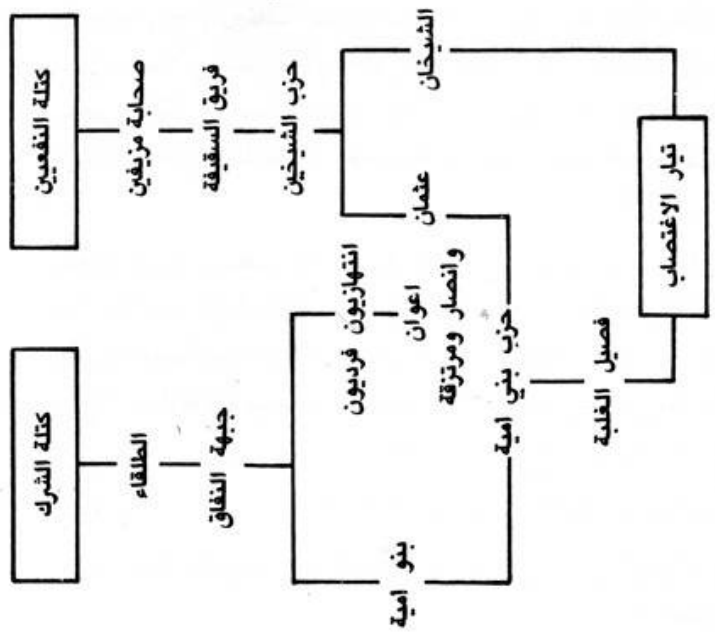 كتلة النفعيين
صحابة مزيفين
فريق السقيفة
حزب الشيخين
الشيخان
عثمان
كتلة الشرك
الطلقاء
جبهة النفاق
انتهازيون فرديون
اعوان
وانصار ومرتزقة
بنو امية
حزب بني امية
فصيل الغلبة
تيار الاغتصاب